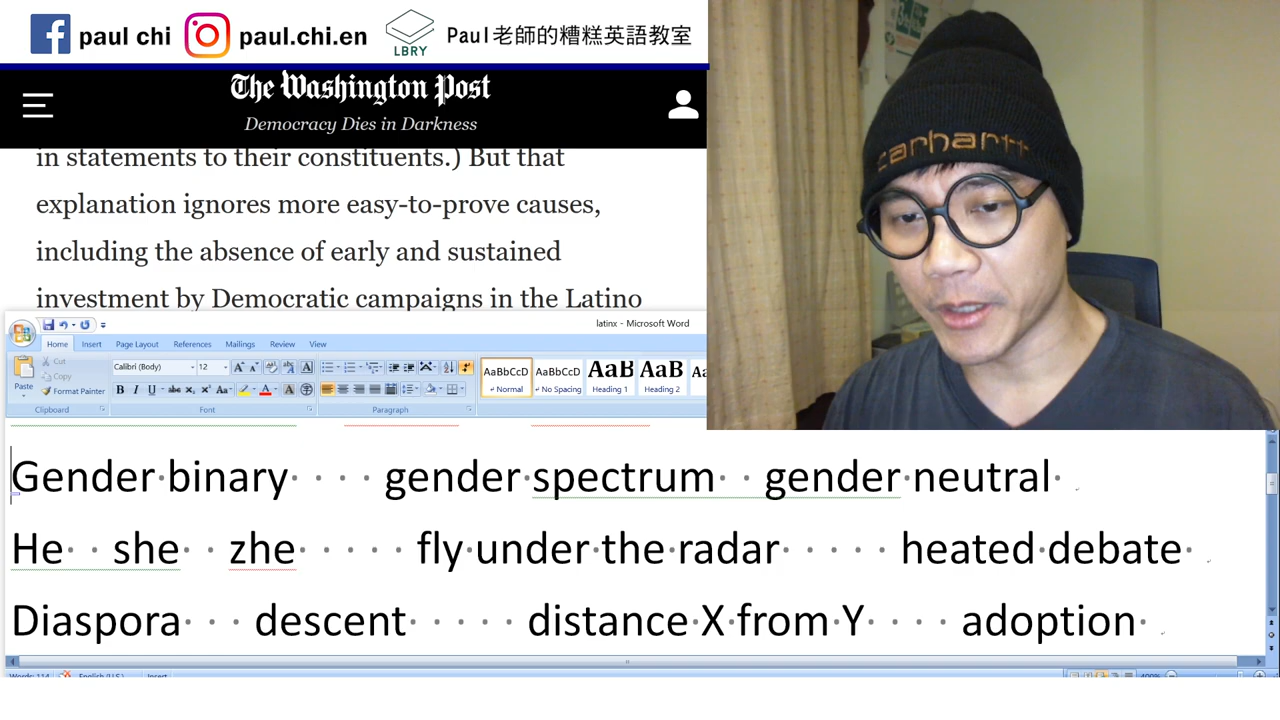 paul chi paul.chi.en LBRY Paul老師的糟糕英語教室
The Washington Post
Democracy Dies in Darkness
in statements to their constituents.) But that
explanation ignores more easy-to-prove causes,
including the absence of early and sustained
investment by Democratic campaigns in the Latino
carhartt
latinx - Microsoft Word
Home Insert Page Layout References Mailings Review View
Paste Cut Copy Format Painter
Calibri (Body) 12
AaBbCcD Normal AaBbCcD No Spacing AaB Heading 1 AaB Heading 2
Clipboard Font Paragraph
Gender binary gender spectrum gender neutral
He she zhe fly under the radar heated debate
Diaspora descent distance X from Y adoption
Words: 114 English (U.S.) Insert 400%